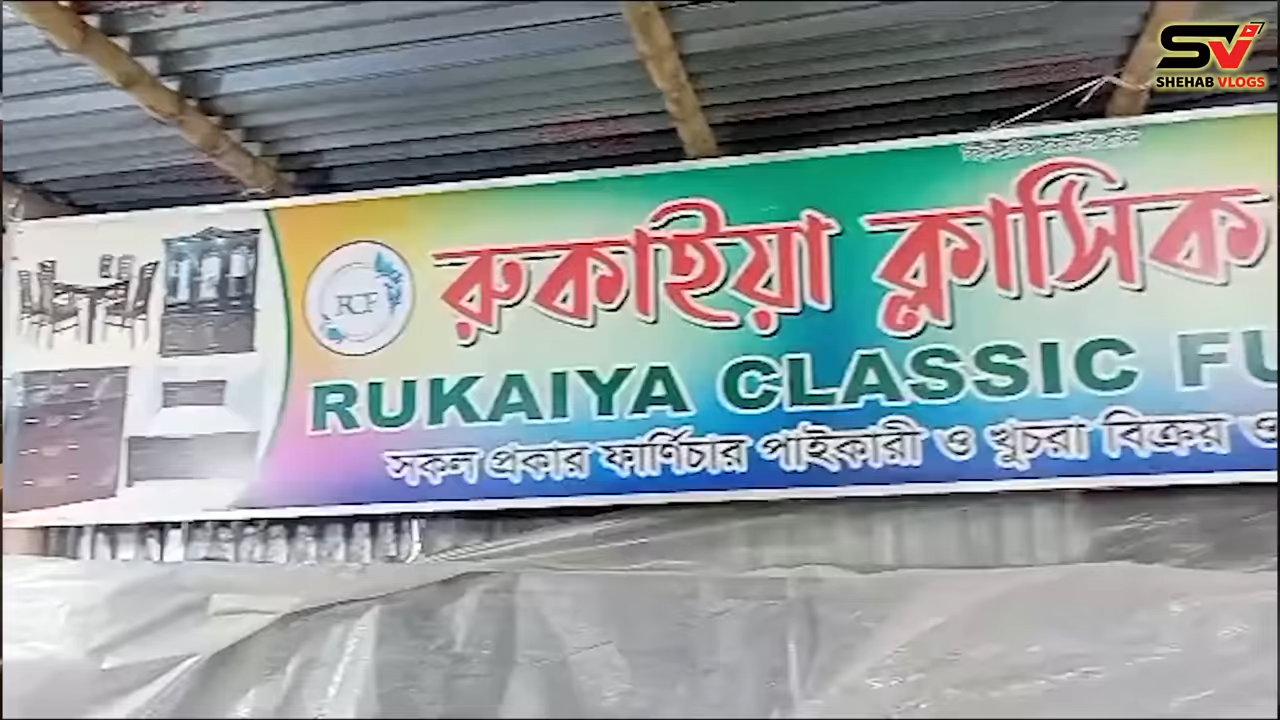 SV
SHEHAB VLOGS
রুকাইয়া ক্লাসিক
RCF
RUKAIYA CLASSIC FU
সকল প্রকার ফার্ণিচার পাইকারী ও খুচরা বিক্রয় ও